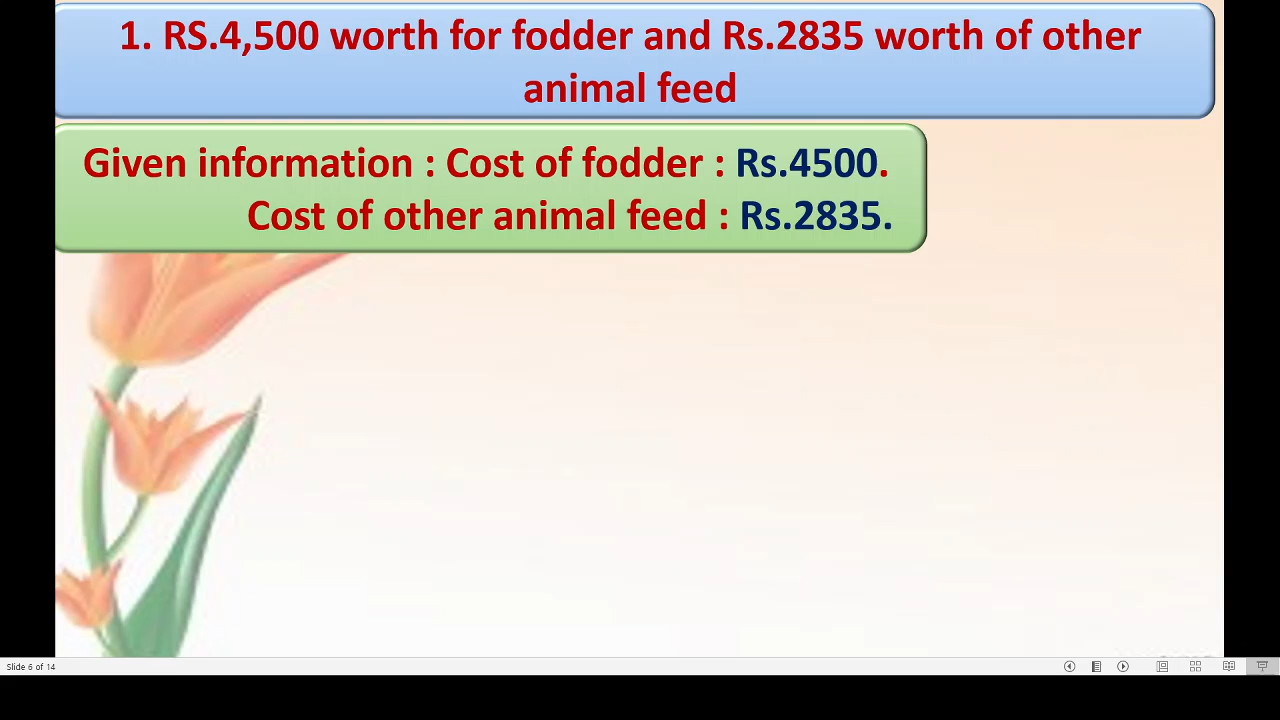 1. RS.4,500 worth for fodder and Rs.2835 worth of other
animal feed
Given information : Cost of fodder : Rs.4500.
Cost of other animal feed : Rs.2835.
Slide 6 of 14